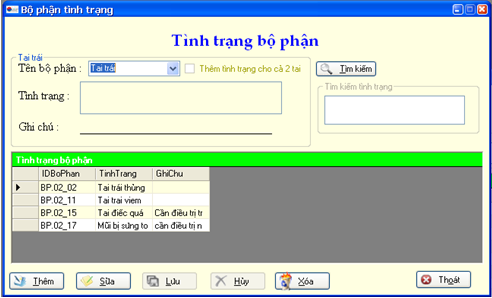 Bộ phận tình trạng
Tình trạng bộ phận
Tai trái
Tên bộ phận : Tai trái Thêm tình trạng cho cả 2 tai Tìm kiếm
Tình trạng : Tìm kiếm tình trạng
Ghi chú :
Tình trạng bộ phận
IDBoPhan TinhTrang GhiChu
BP.02_02 Tai trái thủng
BP.02_11 Tai trai viem
BP.02_15 Tai điếc quá Cần điều trị tr
BP.02_17 Mũi bị sưng to cần điều trị n
Thêm Sửa Lưu Hủy Xóa Thoát